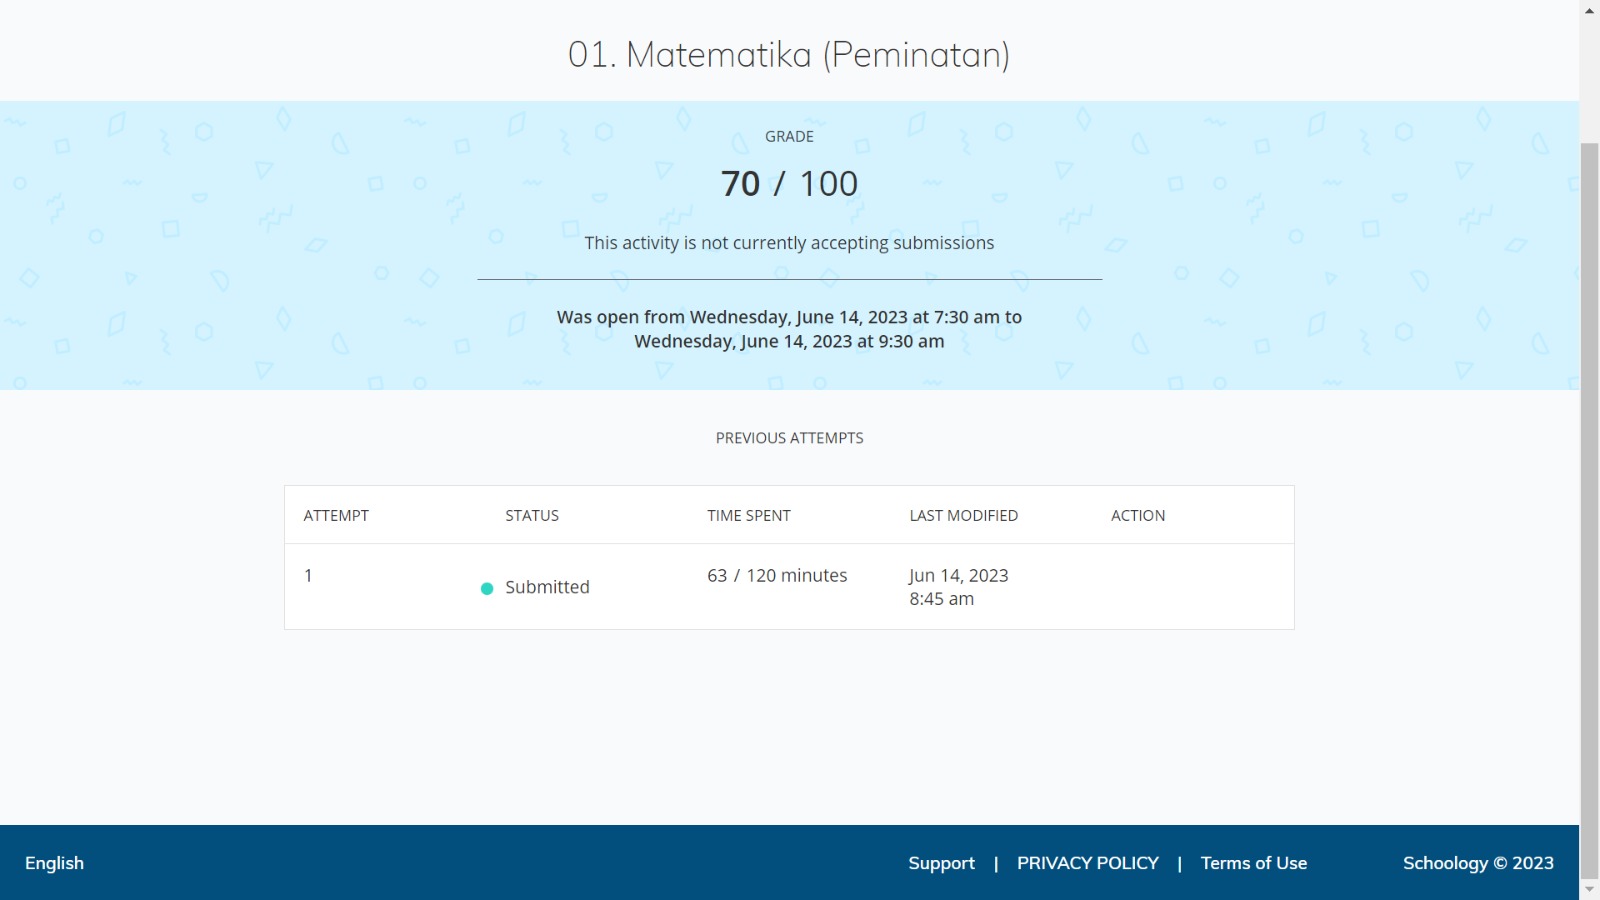 01. Matematika (Peminatan)
GRADE
70 / 100
This activity is not currently accepting submissions
Was open from Wednesday, June 14, 2023 at 7:30 am to
Wednesday, June 14, 2023 at 9:30 am
PREVIOUS ATTEMPTS
ATTEMPT STATUS TIME SPENT LAST MODIFIED ACTION
1 Submitted 63 / 120 minutes Jun 14, 2023
8:45 am
English Support | PRIVACY POLICY | Terms of Use Schoology © 2023